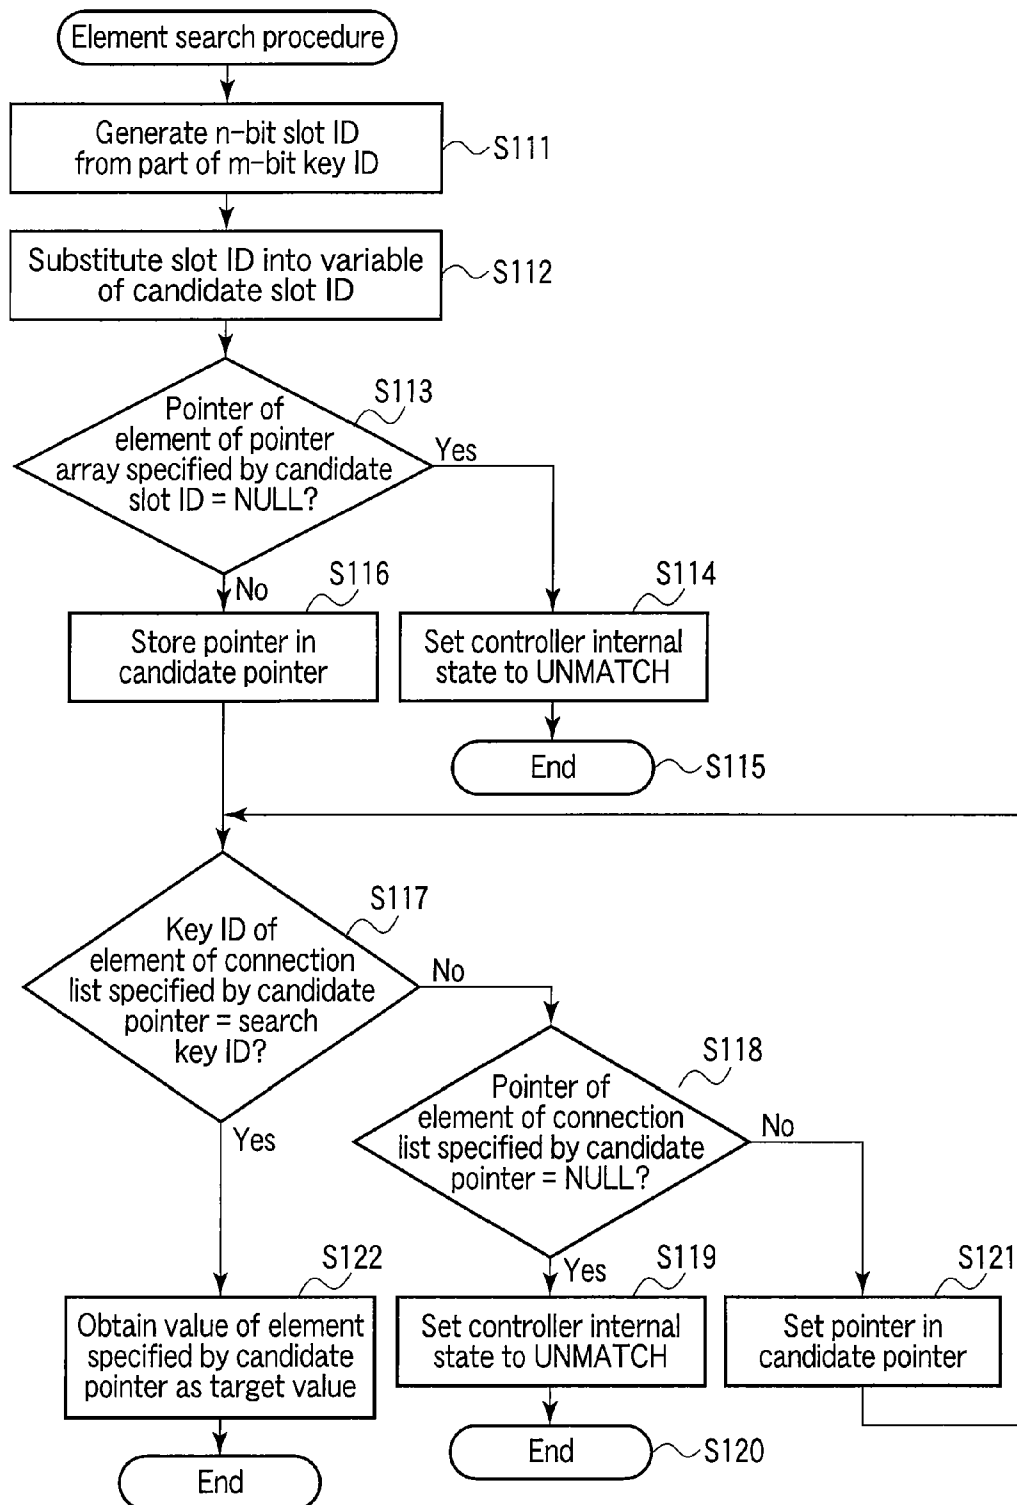 Element search procedure
Generate n-bit slot ID
from part of m-bit key ID
S111
Substitute slot ID into variable
of candidate slot ID
S112
S113
Pointer of
element of pointer
array specified by candidate
slot ID = NULL?
Yes
No
S116
Store pointer in
candidate pointer
S114
Set controller internal
state to UNMATCH
End
S115
S117
Key ID of
element of connection
list specified by candidate
pointer = search
key ID?
No
Yes
S118
Pointer of
element of connection
list specified by candidate
pointer = NULL?
No
Yes
S122
Obtain value of element
specified by candidate
pointer as target value
End
S119
Set controller internal
state to UNMATCH
End
S120
S121
Set pointer in
candidate pointer